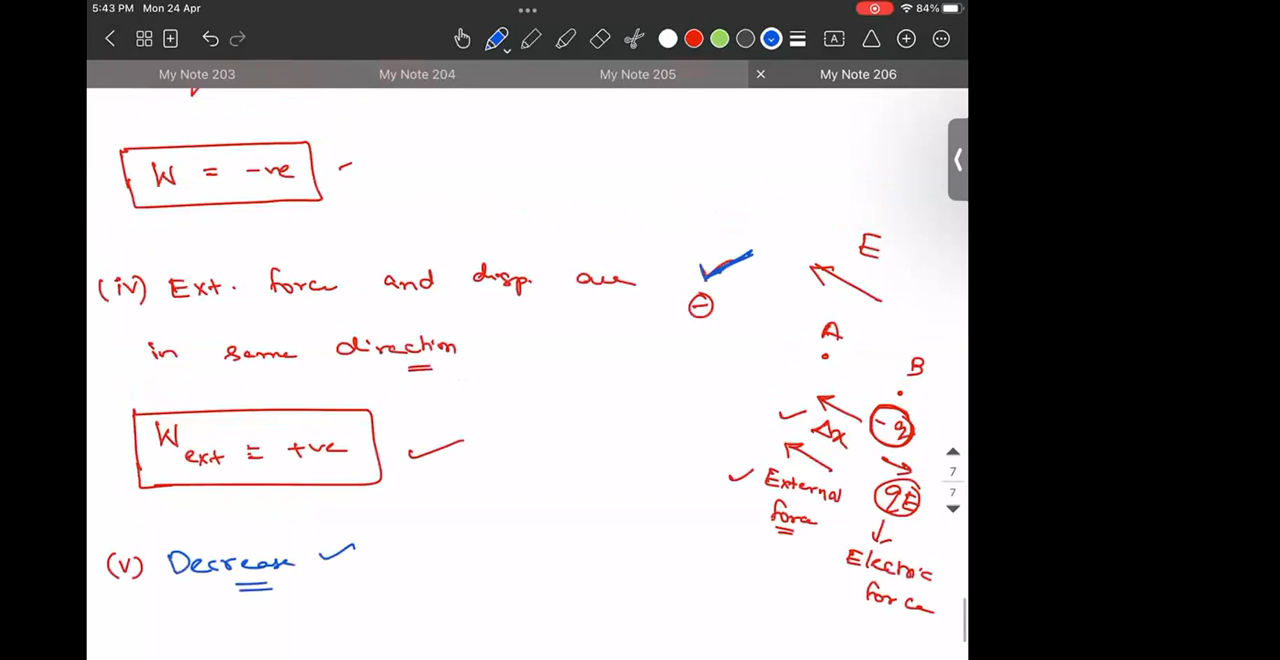 5:43 PM Mon 24 Apr
84%
A
My Note 203
My Note 204
My Note 205
My Note 206
W = -ve
(iv) Ext. force and disp. are
in same direction
W ext = +ve
(v) Decrease
E
A
B
-q
Δx
qE
External
force
Electric
force
7
7